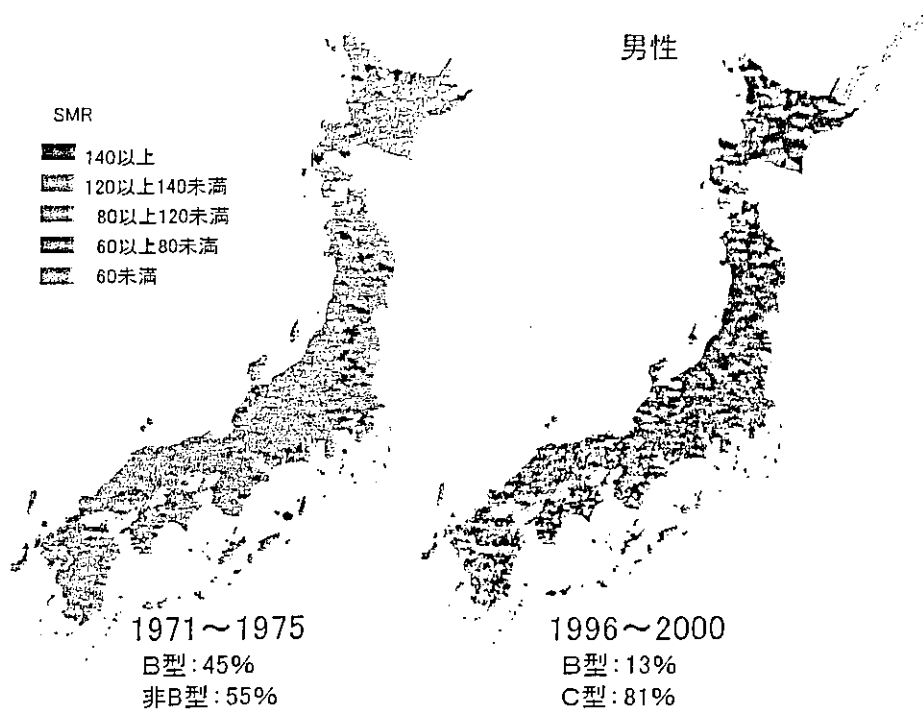 男性
SMR
140以上
120以上140未満
80以上120未満
60以上80未満
60未満
1971～1975
B型：45%
非B型：55%
1996～2000
B型：13%
C型：81%